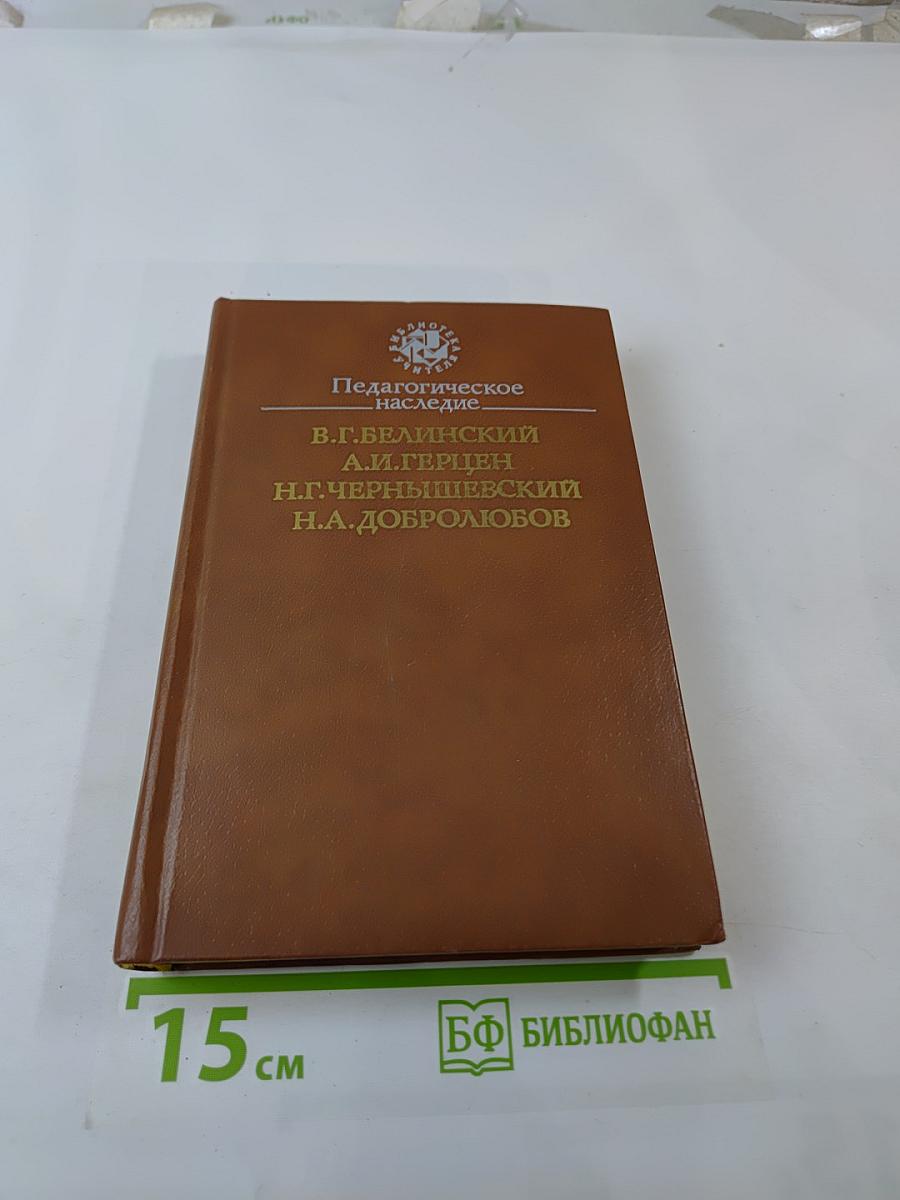 БИБЛИОТЕКА УЧИТЕЛЯ
Педагогическое
наследие
В.Г.БЕЛИНСКИЙ
А.И.ГЕРЦЕН
Н.Г.ЧЕРНЫШЕВСКИЙ
Н.А.ДОБРОЛЮБОВ
15 см
БФ БИБЛИОФАН